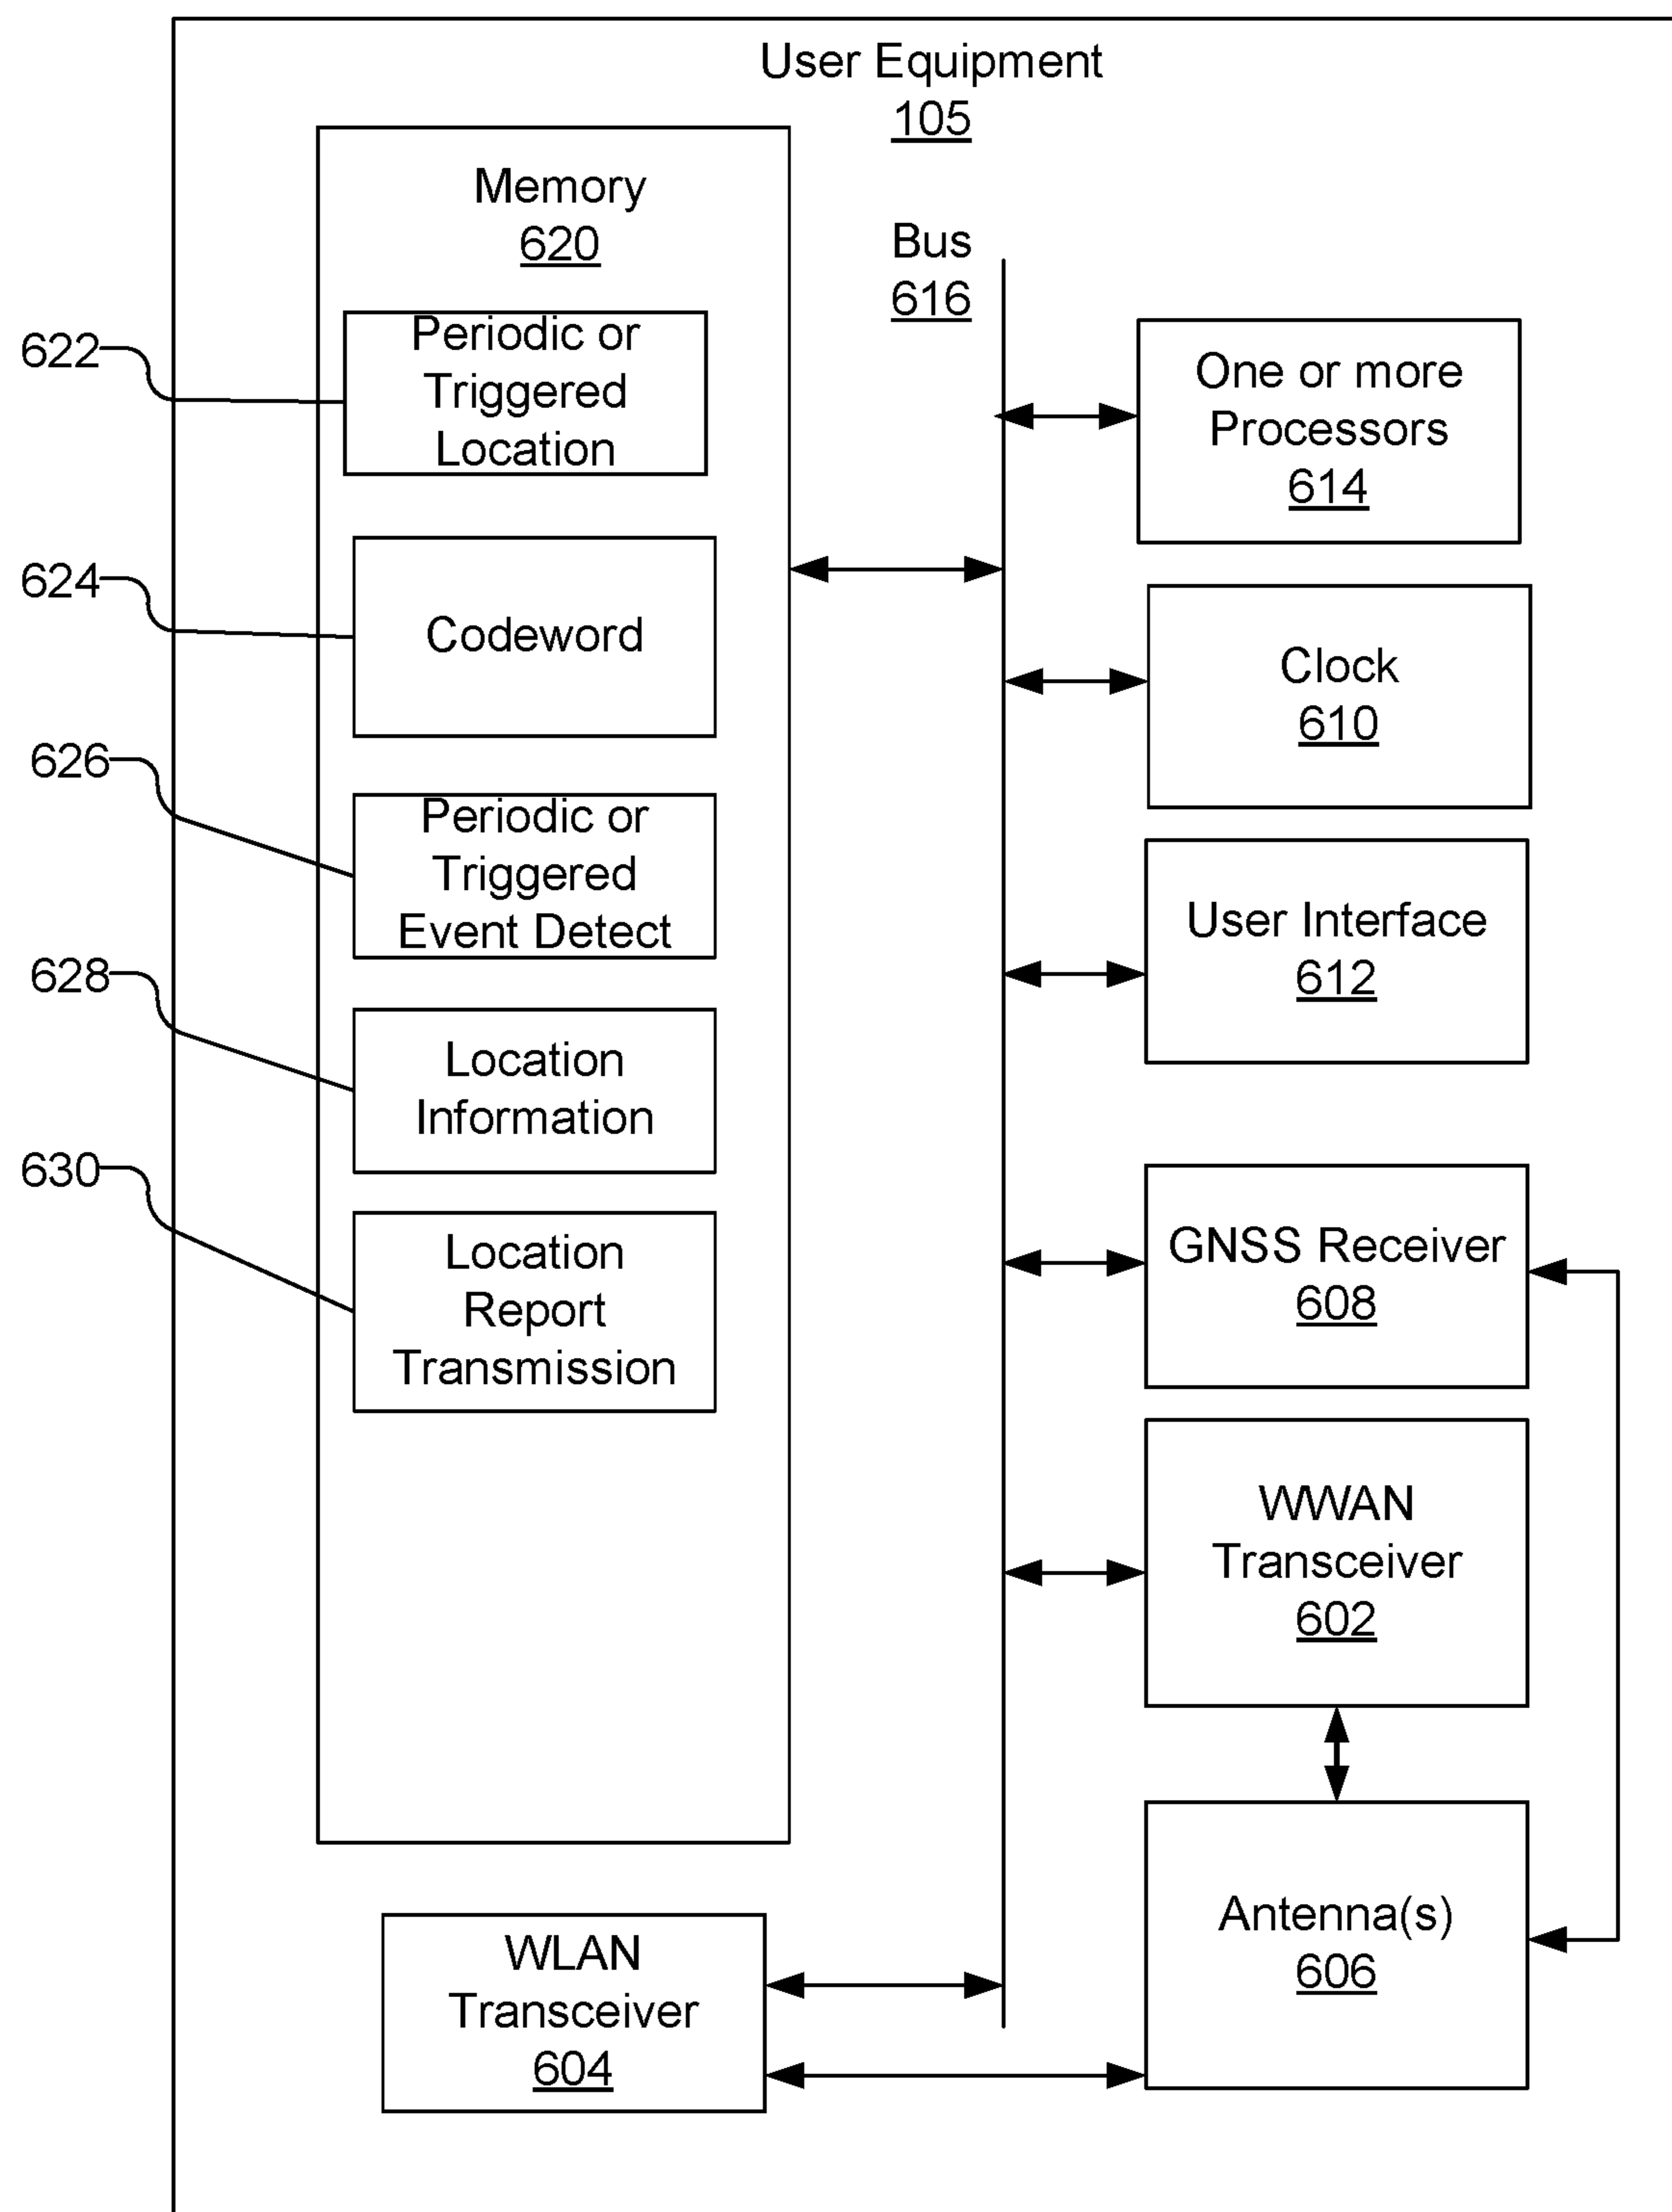 User Equipment
105
Memory
620
Bus
616
622
Periodic or
Triggered
Location
One or more
Processors
614
624
Codeword
Clock
610
626
Periodic or
Triggered
Event Detect
User Interface
612
628
Location
Information
630
Location
Report
Transmission
GNSS Receiver
608
WWAN
Transceiver
602
Antenna(s)
606
WLAN
Transceiver
604